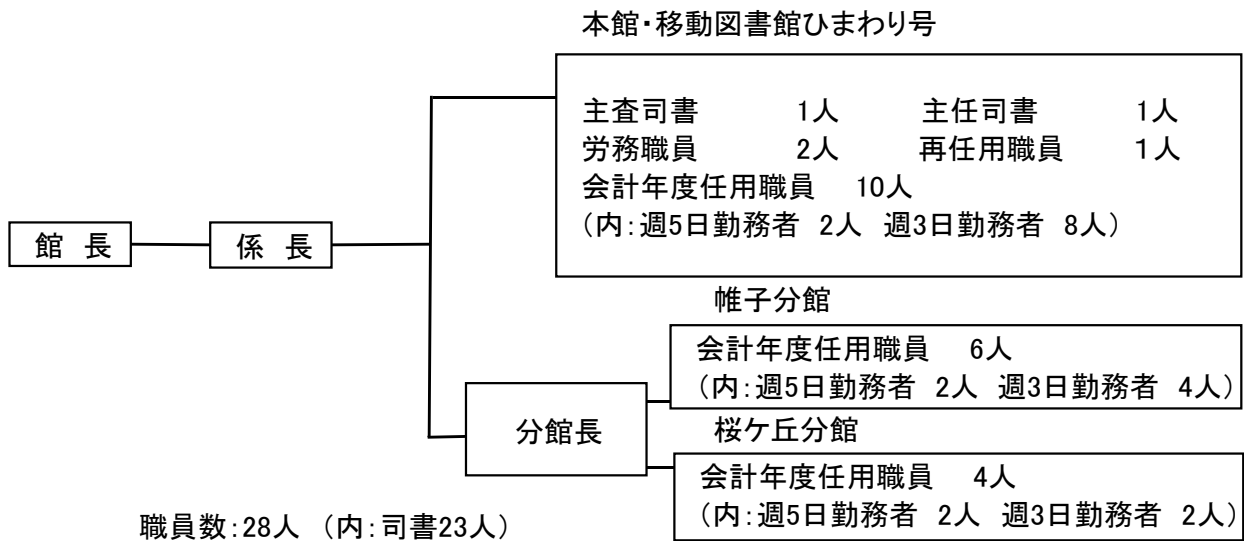 本館・移動図書館ひまわり号
主査司書 1人 主任司書 1人
労務職員 2人 再任用職員 1人
会計年度任用職員 10人
（内：週5日勤務者 2人 週3日勤務者 8人）
館 長
係 長
帷子分館
会計年度任用職員 6人
（内：週5日勤務者 2人 週3日勤務者 4人）
分館長
桜ケ丘分館
会計年度任用職員 4人
（内：週5日勤務者 2人 週3日勤務者 2人）
職員数：28人 （内：司書23人）